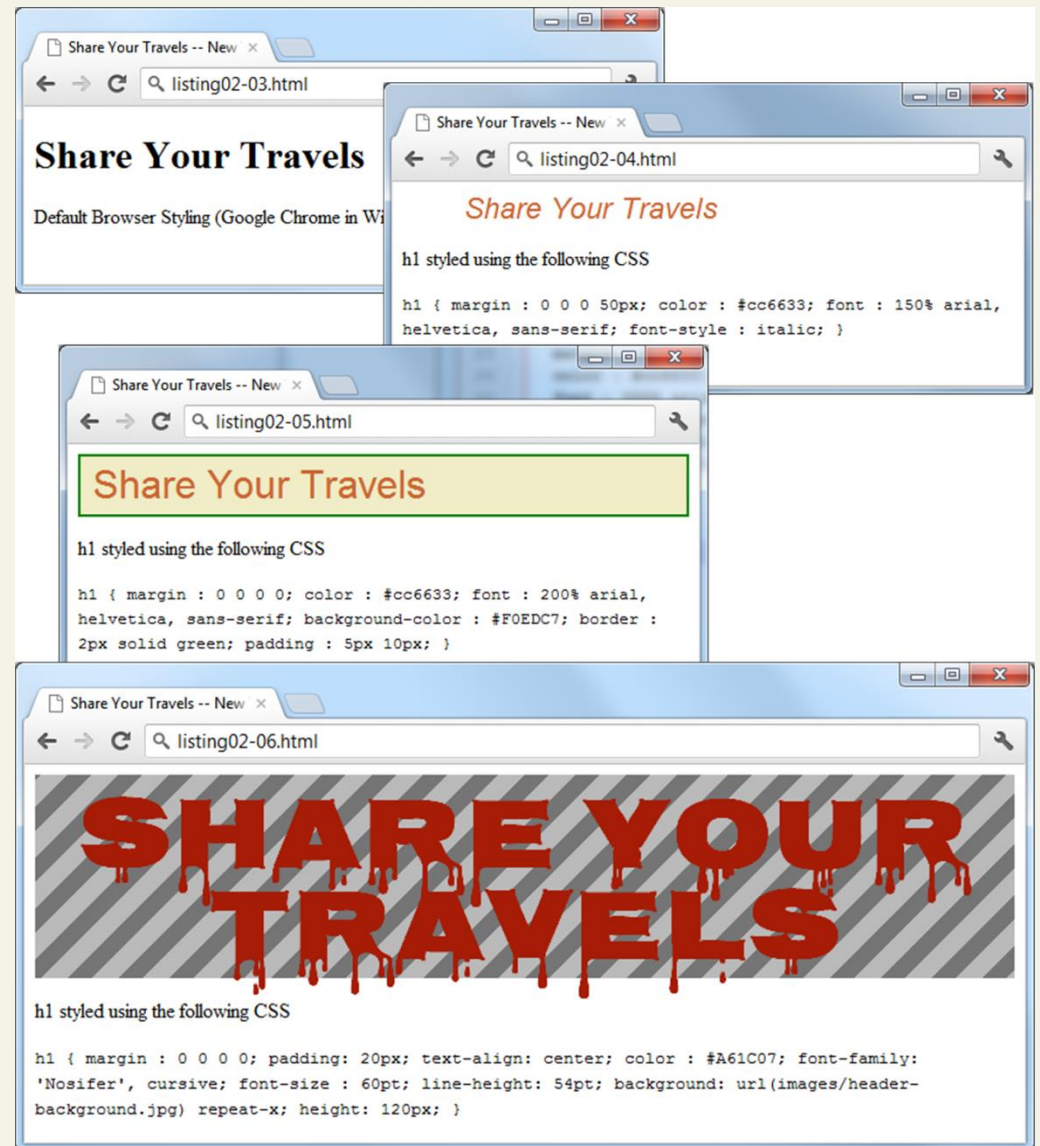 Share Your Travels -- New
listing02-03.html
Share Your Travels
Default Browser Styling (Google Chrome in
Share Your Travels -- New
listing02-04.html
Share Your Travels
h1 styled using the following CSS
h1 { margin : 0 0 0 50px; color : #cc6633; font : 150% arial,
helvetica, sans-serif; font-style : italic; }
Share Your Travels -- New
listing02-05.html
Share Your Travels
h1 styled using the following CSS
h1 { margin : 0 0 0 0; color : #cc6633; font : 200% arial,
helvetica, sans-serif; background-color : #F0EDC7; border :
2px solid green; padding : 5px 10px; }
Share Your Travels -- New
listing02-06.html
SHARE YOUR
TRAVELS
h1 styled using the following CSS
h1 { margin : 0 0 0 0; padding: 20px; text-align: center; color : #A61C07; font-family:
'Nosifer', cursive; font-size : 60pt; line-height: 54pt; background: url(images/header-
background.jpg) repeat-x; height: 120px; }